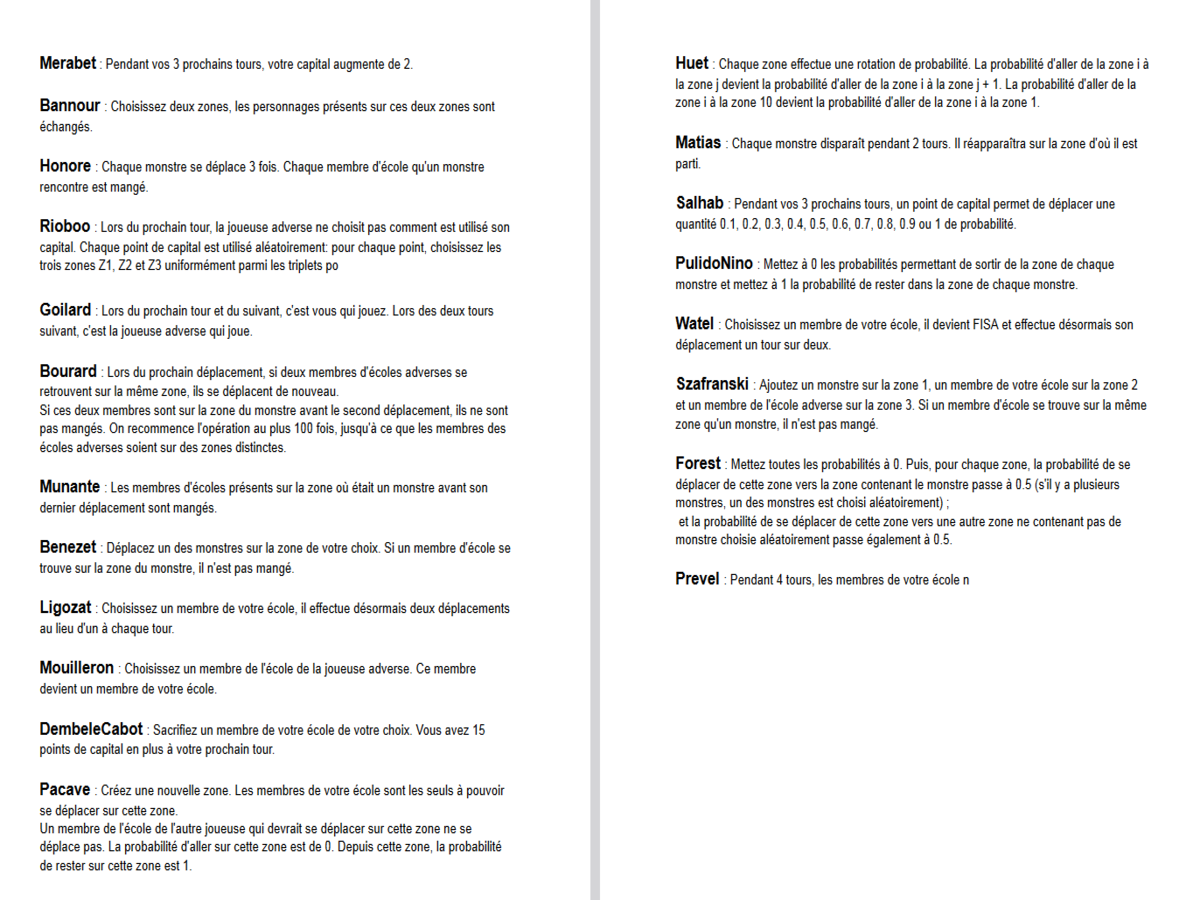 Merabet : Pendant vos 3 prochains tours, votre capital augmente de 2.
Bannour : Choisissez deux zones, les personnages présents sur ces deux zones sont
échangés.
Honore : Chaque monstre se déplace 3 fois. Chaque membre d'école qu'un monstre
rencontre est mangé.
Rioboo : Lors du prochain tour, la joueuse adverse ne choisit pas comment est utilisé son
capital. Chaque point de capital est utilisé aléatoirement: pour chaque point, choisissez les
trois zones Z1, Z2 et Z3 uniformément parmi les triplets po
Goilard : Lors du prochain tour et du suivant, c'est vous qui jouez. Lors des deux tours
suivant, c'est la joueuse adverse qui joue.
Bourard : Lors du prochain déplacement, si deux membres d'écoles adverses se
retrouvent sur la même zone, ils se déplacent de nouveau.
Si ces deux membres sont sur la zone du monstre avant le second déplacement, ils ne sont
pas mangés. On recommence l'opération au plus 100 fois, jusqu'à ce que les membres des
écoles adverses soient sur des zones distinctes.
Munante : Les membres d'écoles présents sur la zone où était un monstre avant son
dernier déplacement sont mangés.
Benezet : Déplacez un des monstres sur la zone de votre choix. Si un membre d'école se
trouve sur la zone du monstre, il n'est pas mangé.
Ligozat : Choisissez un membre de votre école, il effectue désormais deux déplacements
au lieu d'un à chaque tour.
Mouilleron : Choisissez un membre de l'école de la joueuse adverse. Ce membre
devient un membre de votre école.
DembeleCabot : Sacrifiez un membre de votre école de votre choix. Vous avez 15
points de capital en plus à votre prochain tour.
Pacave : Créez une nouvelle zone. Les membres de votre école sont les seuls à pouvoir
se déplacer sur cette zone.
Un membre de l'école de l'autre joueuse qui devrait se déplacer sur cette zone ne se
déplace pas. La probabilité d'aller sur cette zone est de 0. Depuis cette zone, la probabilité
de rester sur cette zone est 1.
Huet : Chaque zone effectue une rotation de probabilité. La probabilité d'aller de la zone i à
la zone j devient la probabilité d'aller de la zone i à la zone j + 1. La probabilité d'aller de la
zone i à la zone 10 devient la probabilité d'aller de la zone i à la zone 1.
Matias : Chaque monstre disparaît pendant 2 tours. Il réapparaîtra sur la zone d'où il est
parti.
Salhab : Pendant vos 3 prochains tours, un point de capital permet de déplacer une
quantité 0.1, 0.2, 0.3, 0.4, 0.5, 0.6, 0.7, 0.8, 0.9 ou 1 de probabilité.
PulidoNino : Mettez à 0 les probabilités permettant de sortir de la zone de chaque
monstre et mettez à 1 la probabilité de rester dans la zone de chaque monstre.
Watel : Choisissez un membre de votre école, il devient FISA et effectue désormais son
déplacement un tour sur deux.
Szafranski : Ajoutez un monstre sur la zone 1, un membre de votre école sur la zone 2
et un membre de l'école adverse sur la zone 3. Si un membre d'école se trouve sur la même
zone qu'un monstre, il n'est pas mangé.
Forest : Mettez toutes les probabilités à 0. Puis, pour chaque zone, la probabilité de se
déplacer de cette zone vers la zone contenant le monstre passe à 0.5 (s'il y a plusieurs
monstres, un des monstres est choisi aléatoirement) ;
et la probabilité de se déplacer de cette zone vers une autre zone ne contenant pas de
monstre choisie aléatoirement passe également à 0.5.
Prevel : Pendant 4 tours, les membres de votre école n